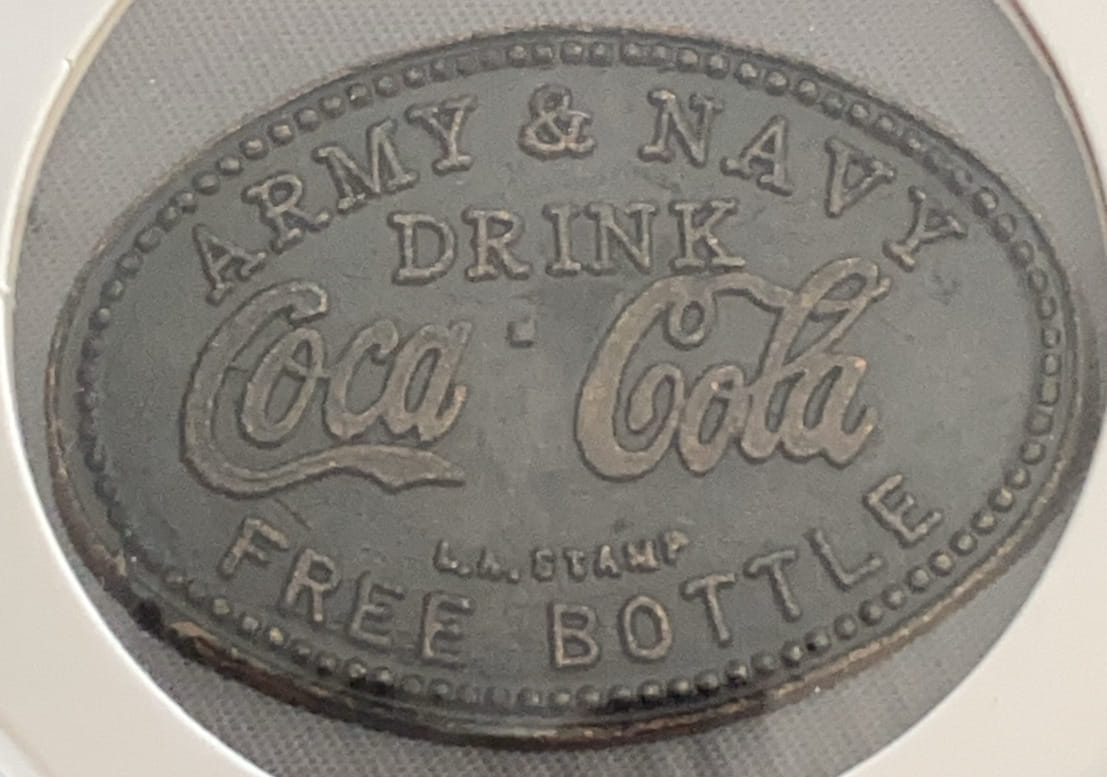 ARMY & NAVY
DRINK
Coca · Cola
L.A. STAMP
FREE BOTTLE